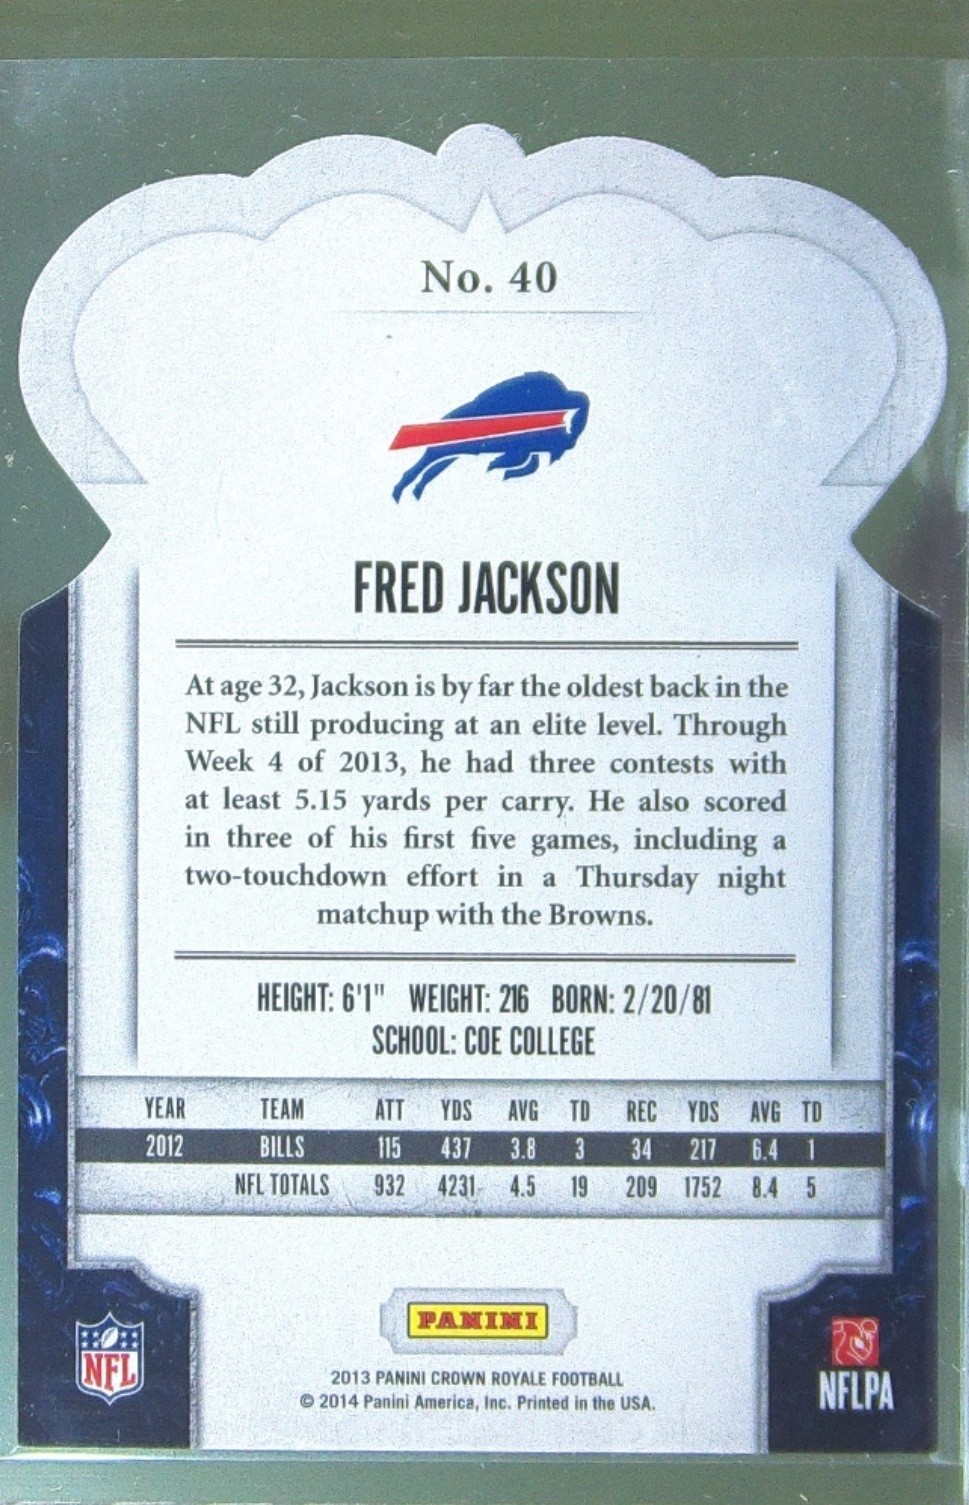 No. 40
FRED JACKSON
At age 32, Jackson is by far the oldest back in the
NFL still producing at an elite level. Through
Week 4 of 2013, he had three contests with
at least 5.15 yards per carry. He also scored
in three of his first five games, including a
two-touchdown effort in a Thursday night
matchup with the Browns.
HEIGHT: 6'1" WEIGHT: 216 BORN: 2/20/81
SCHOOL: COE COLLEGE
YEAR TEAM ATT YDS AVG TD REC YDS AVG TD
2012 BILLS 115 437 3.8 3 34 217 6.4 1
NFL TOTALS 932 4231 4.5 19 209 1752 8.4 5
PANINI
NFL
NFLPA
2013 PANINI CROWN ROYALE FOOTBALL
© 2014 Panini America, Inc. Printed in the USA.